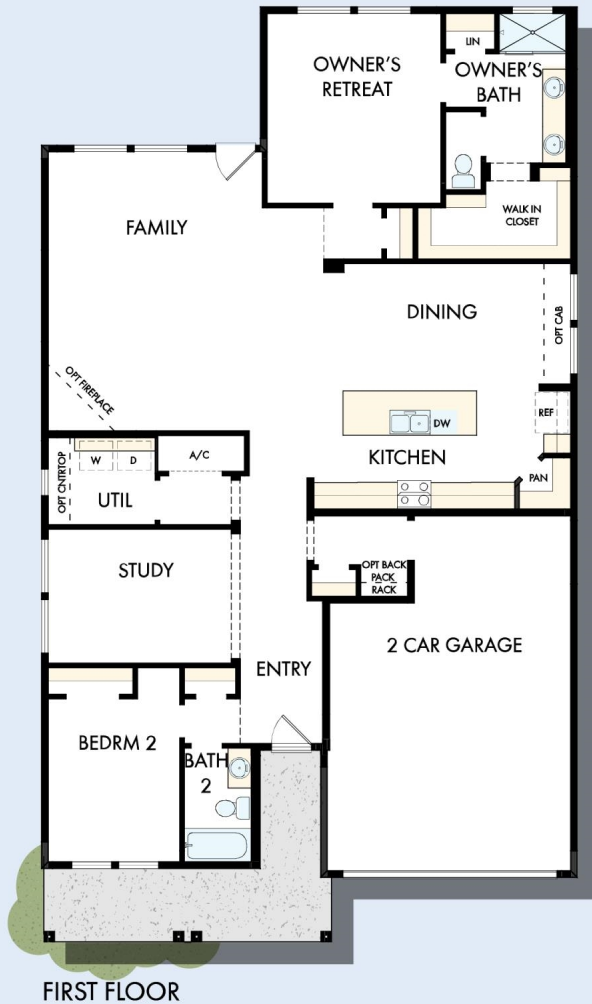 OWNER'S
RETREAT
LIN
OWNER'S
BATH
WALK IN
CLOSET
FAMILY
DINING
OPT CAB
OPT FIREPLACE
REF
DW
KITCHEN
PAN
OPT CNTRTOP
W
D
A/C
UTIL
STUDY
OPT BACK
PACK
RACK
2 CAR GARAGE
ENTRY
BEDRM 2
BATH
2
FIRST FLOOR